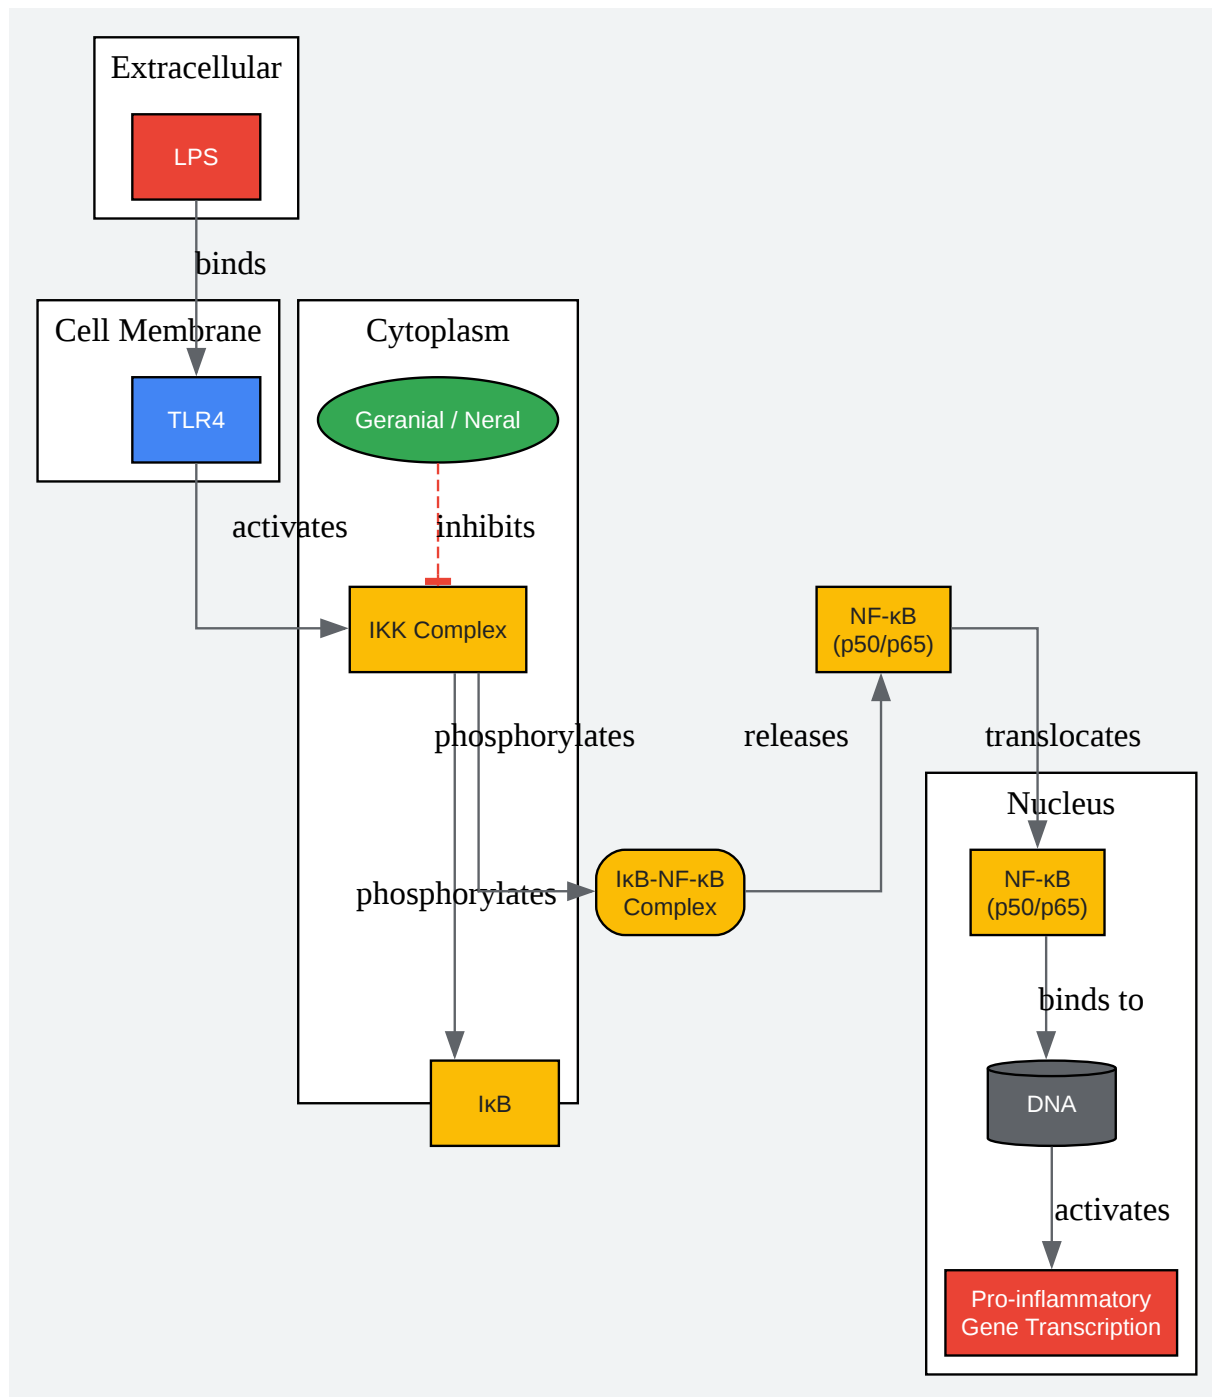 Extracellular
LPS
binds
Cell Membrane
TLR4
Cytoplasm
Geranial / Neral
activates
inhibits
IKK Complex
NF-κB
(p50/p65)
phosphorylates
releases
translocates
Nucleus
phosphorylates
IκB-NF-κB
Complex
NF-κB
(p50/p65)
binds to
IκB
DNA
activates
Pro-inflammatory
Gene Transcription